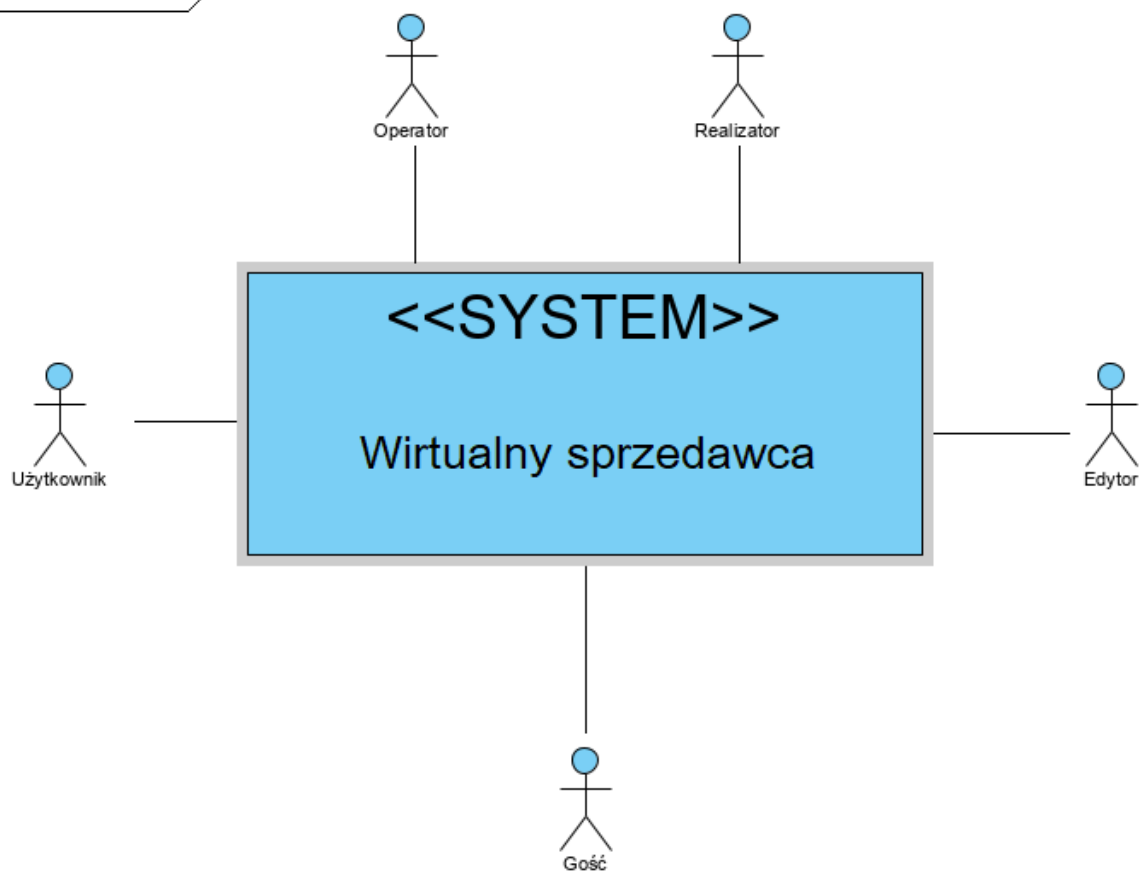 Operator
Realizator
<<SYSTEM>>
Wirtualny sprzedawca
Użytkownik
Edytor
Gość